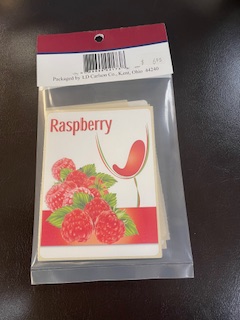 Packaged by LD Carlson Co., Kent, Ohio 44240
Raspberry